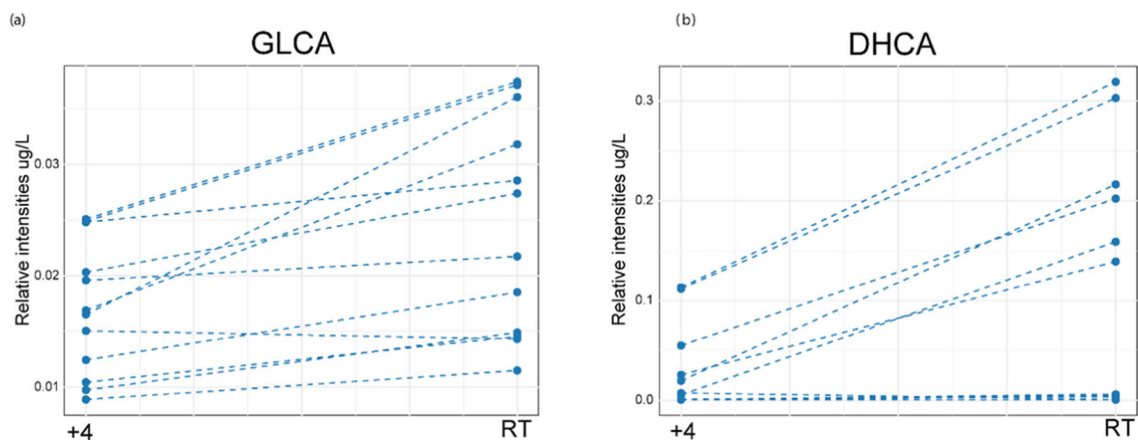 (a)
GLCA
Relative intensities ug/L
0.03
0.02
0.01
+4
RT
(b)
DHCA
Relative intensities ug/L
0.3
0.2
0.1
0.0
+4
RT